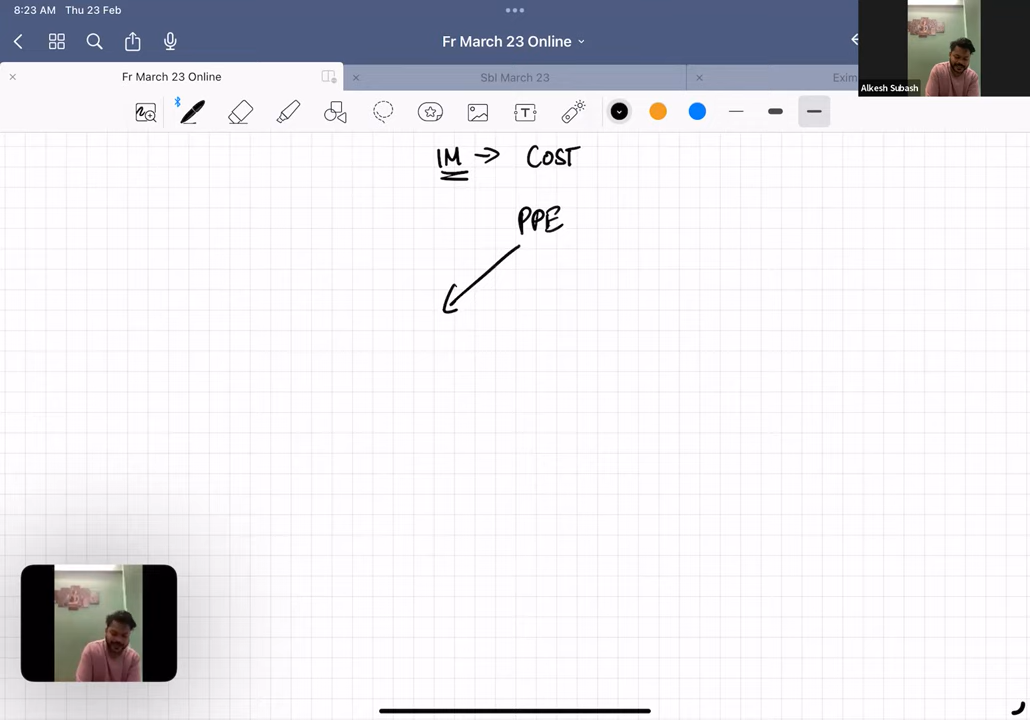 8:23 AM Thu 23 Feb
Fr March 23 Online
Alkesh Subash
Fr March 23 Online
Sbl March 23
Exim
T
IM → COST
PPE